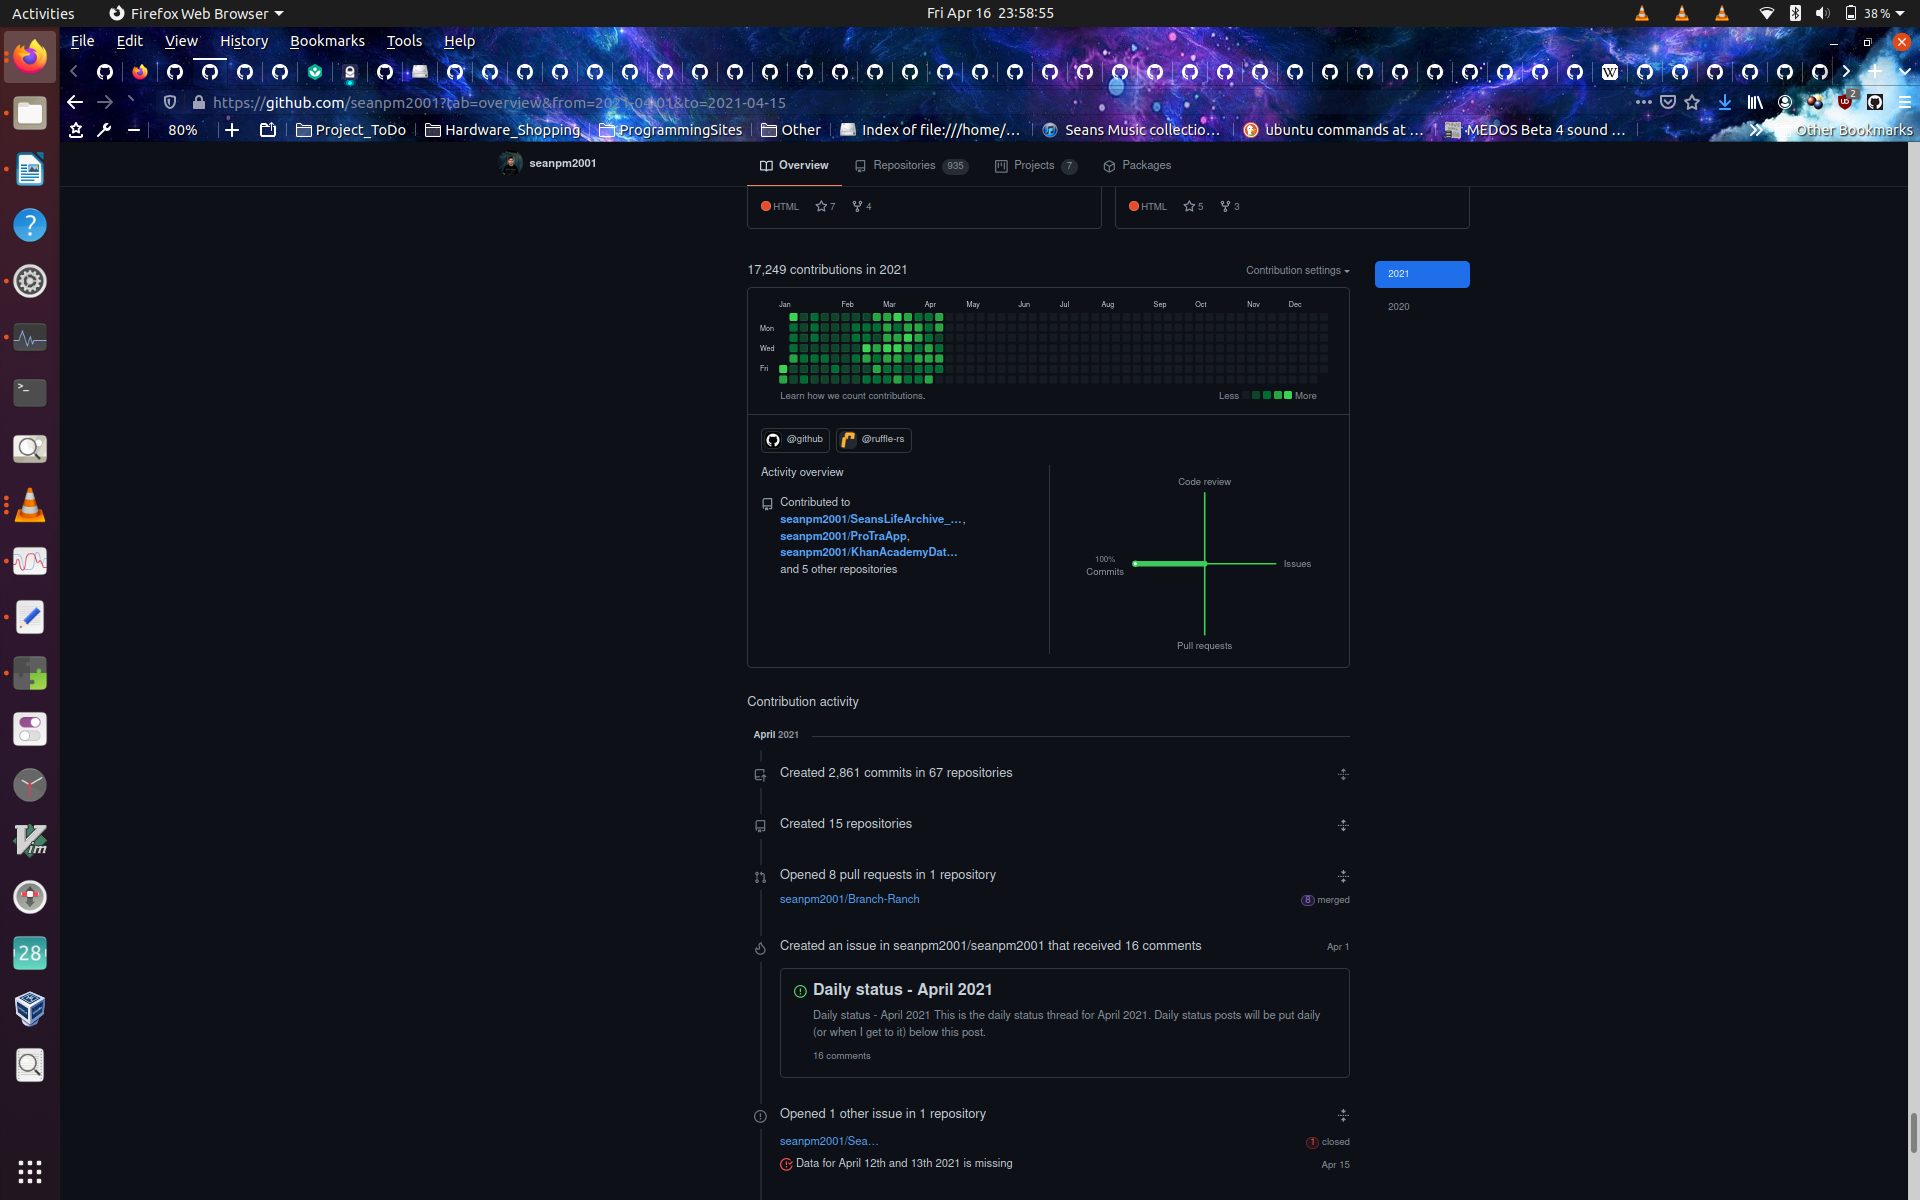 Activities
Firefox Web Browser
Fri Apr 16 23:58:55
38 %
File Edit View History Bookmarks Tools Help
https://github.com/seanpm2001?tab=overview&from=2021-04-01&to=2021-04-15
2
80%
Project_ToDo
Hardware_Shopping
ProgrammingSites
Other
Index of file:///home/…
Seans Music collectio…
ubuntu commands at …
MEDOS Beta 4 sound …
Other Bookmarks
seanpm2001
Overview
Repositories 935
Projects 7
Packages
HTML 7 4
HTML 5 3
17,249 contributions in 2021
Contribution settings
2021
2020
Jan Feb Mar Apr May Jun Jul Aug Sep Oct Nov Dec
Mon
Wed
Fri
Learn how we count contributions.
Less More
@github
@ruffle-rs
Activity overview
Contributed to
seanpm2001/SeansLifeArchive_…,
seanpm2001/ProTraApp,
seanpm2001/KhanAcademyDat…
and 5 other repositories
Code review
100%
Commits
Issues
Pull requests
Contribution activity
April 2021
Created 2,861 commits in 67 repositories
Created 15 repositories
Opened 8 pull requests in 1 repository
seanpm2001/Branch-Ranch
8 merged
Created an issue in seanpm2001/seanpm2001 that received 16 comments
Apr 1
Daily status - April 2021
Daily status - April 2021 This is the daily status thread for April 2021. Daily status posts will be put daily
(or when I get to it) below this post.
16 comments
Opened 1 other issue in 1 repository
seanpm2001/Sea…
1 closed
Data for April 12th and 13th 2021 is missing
Apr 15
28